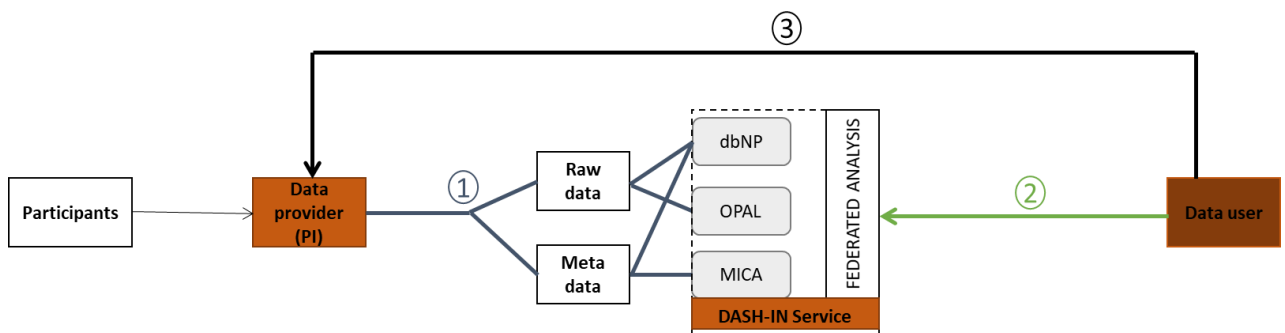 ③
Participants
Data
provider
(PI)
①
Raw
data
Meta
data
dbNP
OPAL
MICA
FEDERATED ANALYSIS
DASH-IN Service
②
Data user